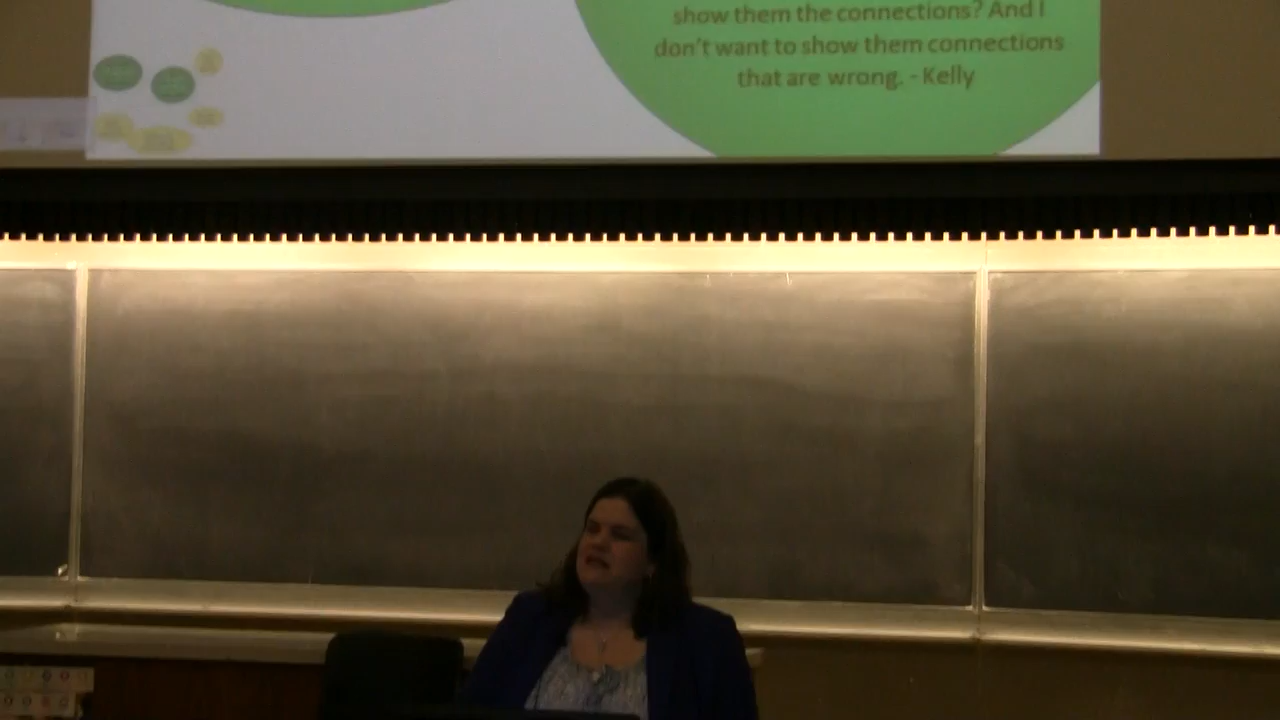 show them the connections? And I
don't want to show them connections
that are wrong. - Kelly